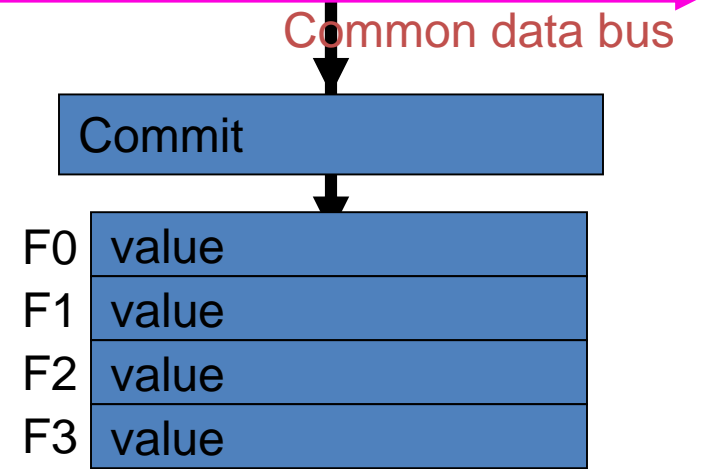 Common data bus
Commit
F0 value
F1 value
F2 value
F3 value